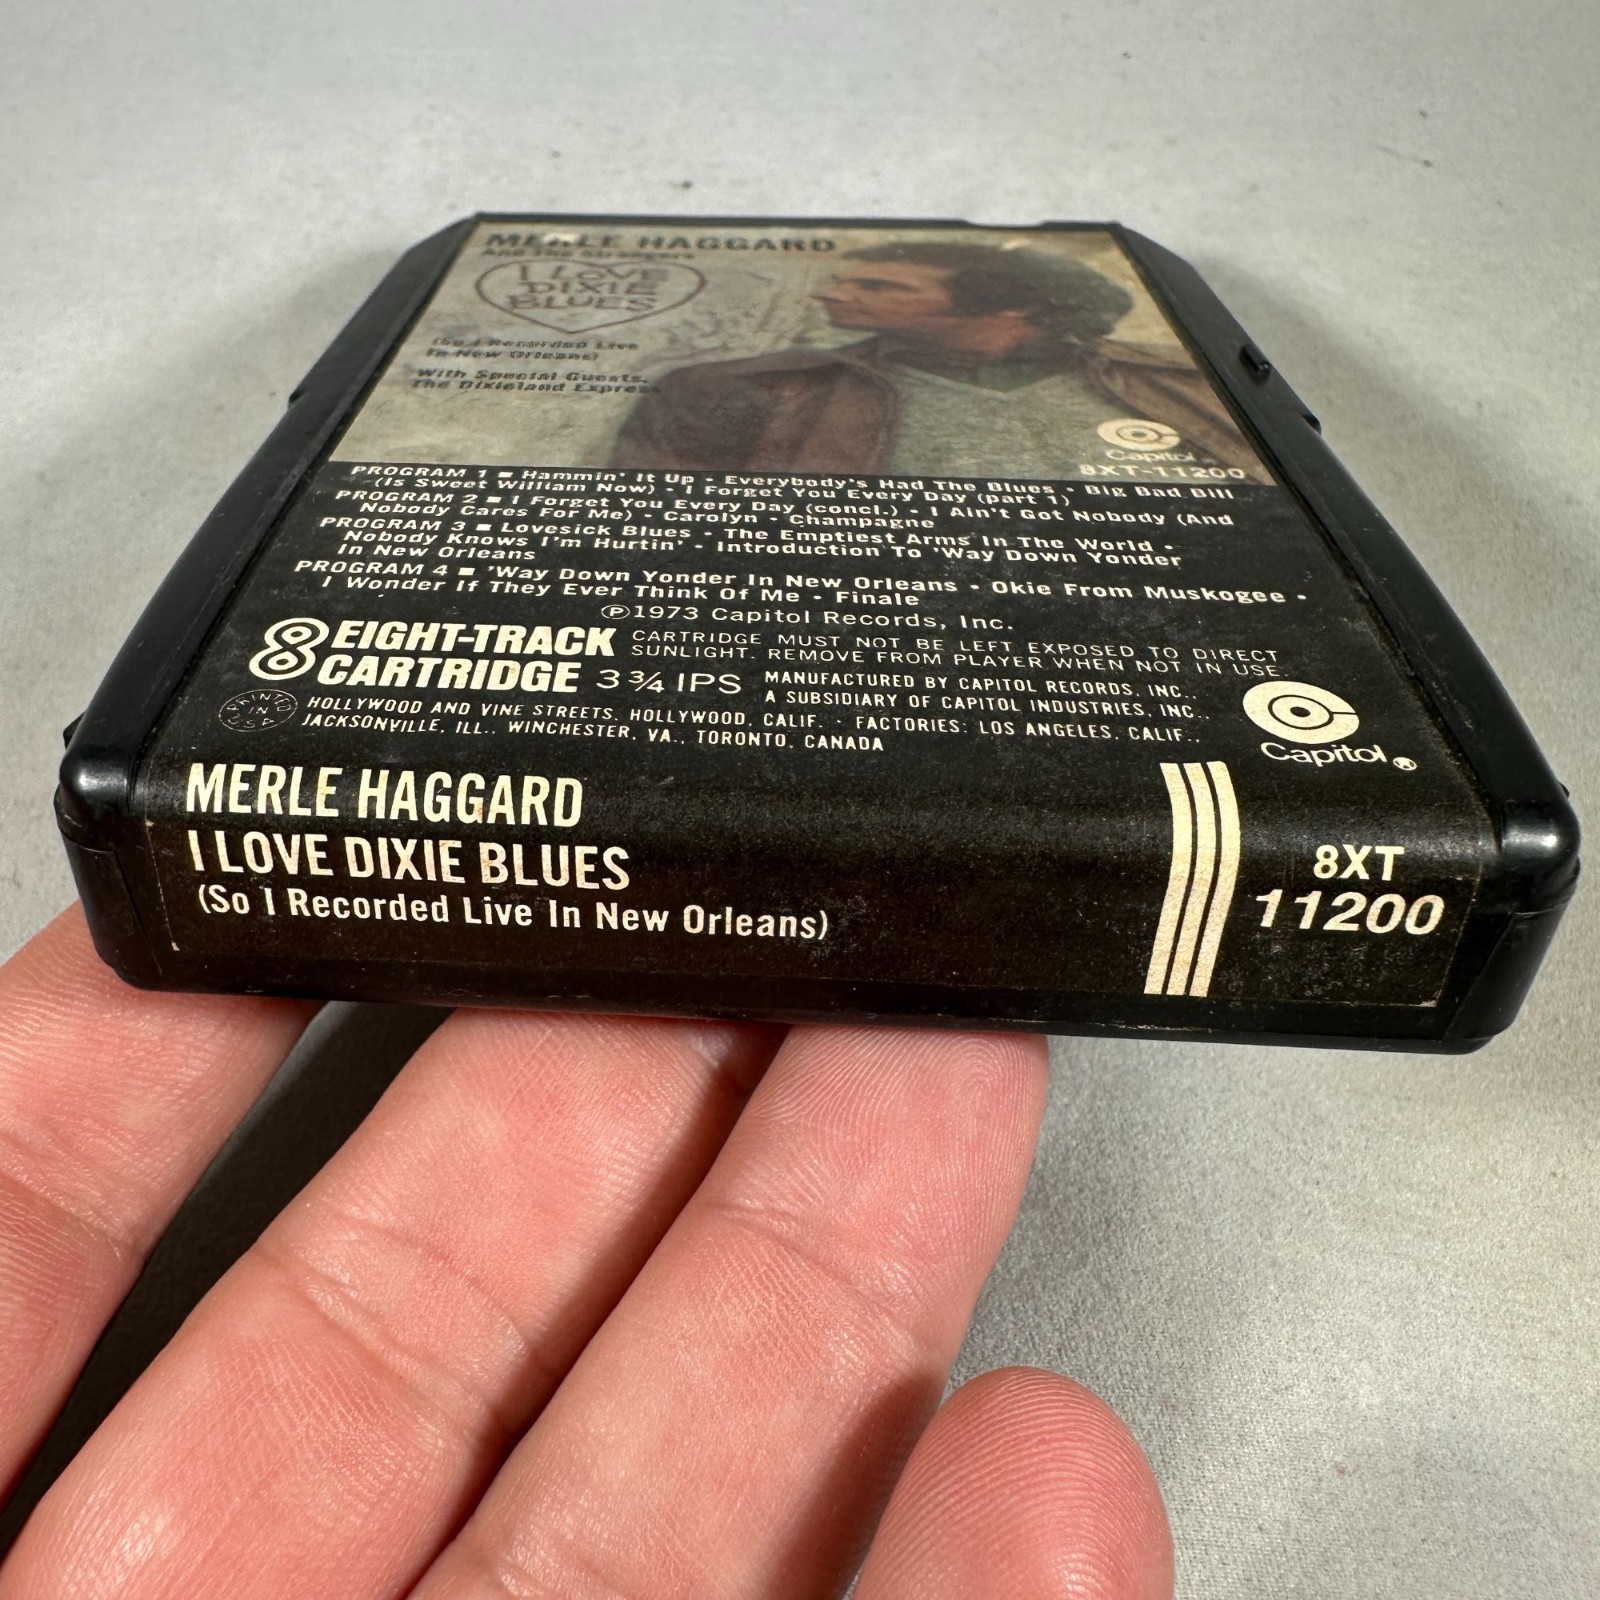 MERLE HAGGARD
And The Strangers
I LOVE
DIXIE
BLUES
(So I Recorded Live
In New Orleans)
With Special Guests,
The Dixieland Express
Capitol
8XT-11200
PROGRAM 1 ■ Hammin' It Up • Everybody's Had The Blues • Big Bad Bill
(Is Sweet William Now) • I Forget You Every Day (part 1)
PROGRAM 2 ■ I Forget You Every Day (concl.) • I Ain't Got Nobody (And
Nobody Cares For Me) • Carolyn • Champagne
PROGRAM 3 ■ Lovesick Blues • The Emptiest Arms In The World •
Nobody Knows I'm Hurtin' • Introduction To 'Way Down Yonder
In New Orleans
PROGRAM 4 ■ 'Way Down Yonder In New Orleans • Okie From Muskogee •
I Wonder If They Ever Think Of Me • Finale
℗1973 Capitol Records, Inc.
8 EIGHT-TRACK
CARTRIDGE 3 3/4 IPS
CARTRIDGE MUST NOT BE LEFT EXPOSED TO DIRECT
SUNLIGHT. REMOVE FROM PLAYER WHEN NOT IN USE.
MANUFACTURED BY CAPITOL RECORDS, INC.,
A SUBSIDIARY OF CAPITOL INDUSTRIES, INC.,
PRINTED IN U.S.A.
HOLLYWOOD AND VINE STREETS, HOLLYWOOD, CALIF. • FACTORIES: LOS ANGELES, CALIF.,
JACKSONVILLE, ILL., WINCHESTER, VA., TORONTO, CANADA
Capitol®
MERLE HAGGARD
I LOVE DIXIE BLUES
(So I Recorded Live In New Orleans)
8XT
11200